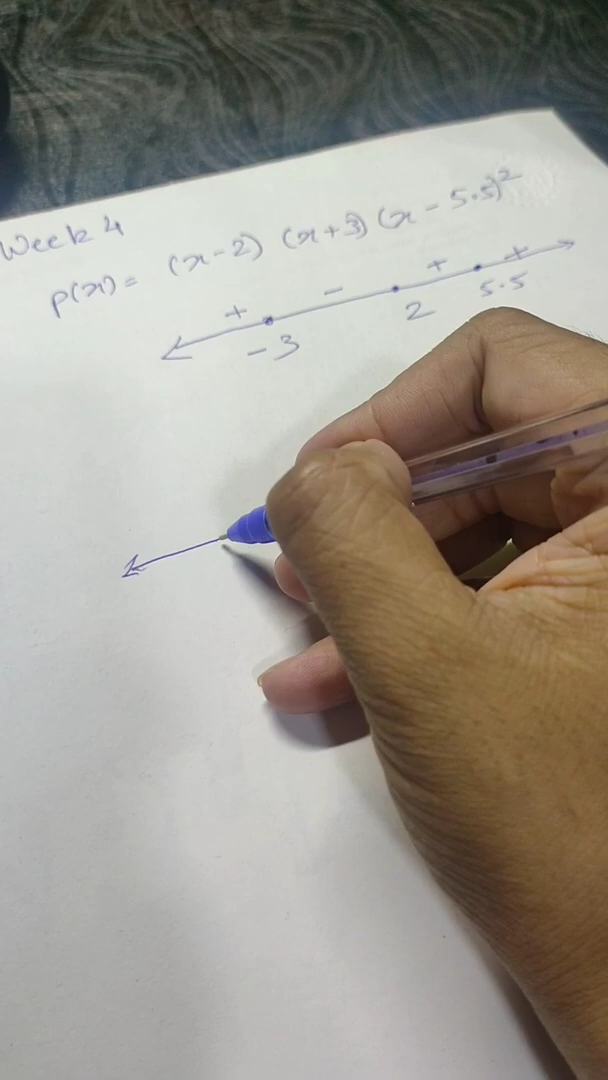 Week 4
p(x) = (x-2) (x+3) (x-5.5)²
+ - + +
-3 2 5.5